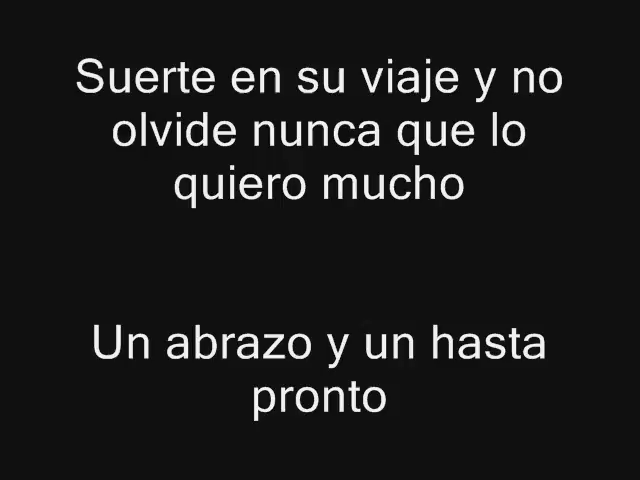 Suerte en su viaje y no
olvide nunca que lo
quiero mucho
Un abrazo y un hasta
pronto